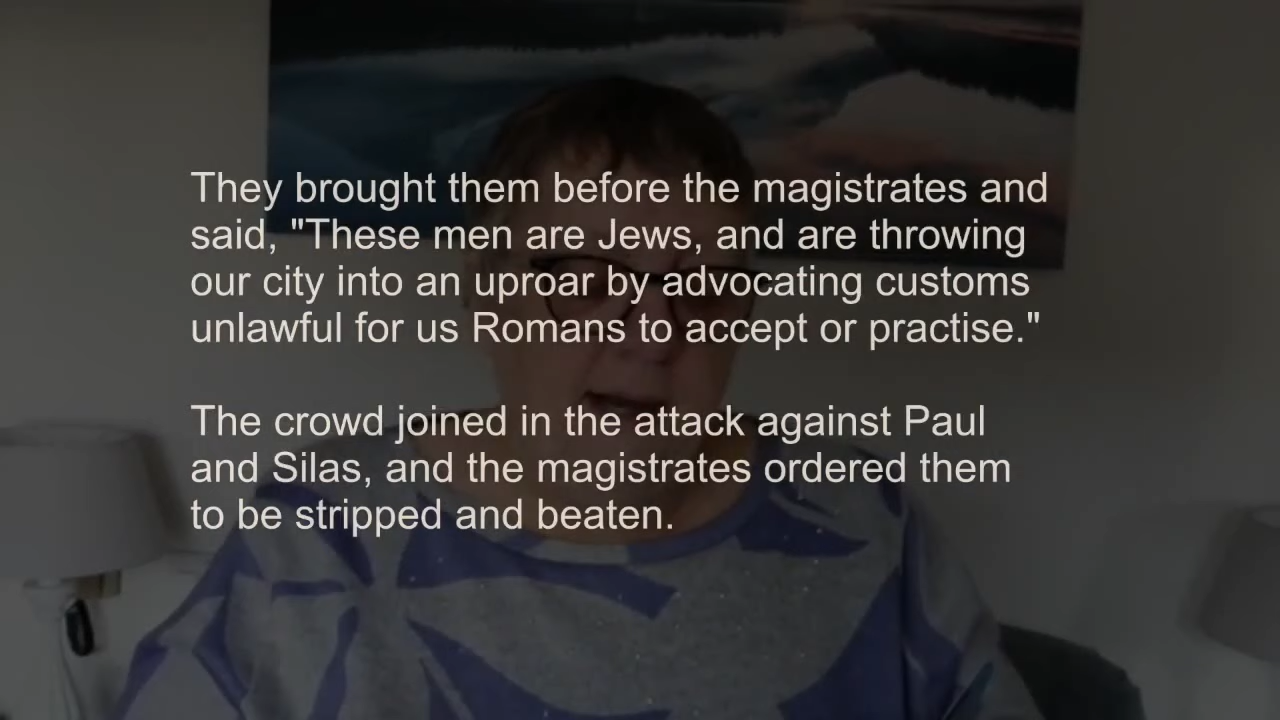 They brought them before the magistrates and
said, "These men are Jews, and are throwing
our city into an uproar by advocating customs
unlawful for us Romans to accept or practise."
The crowd joined in the attack against Paul
and Silas, and the magistrates ordered them
to be stripped and beaten.